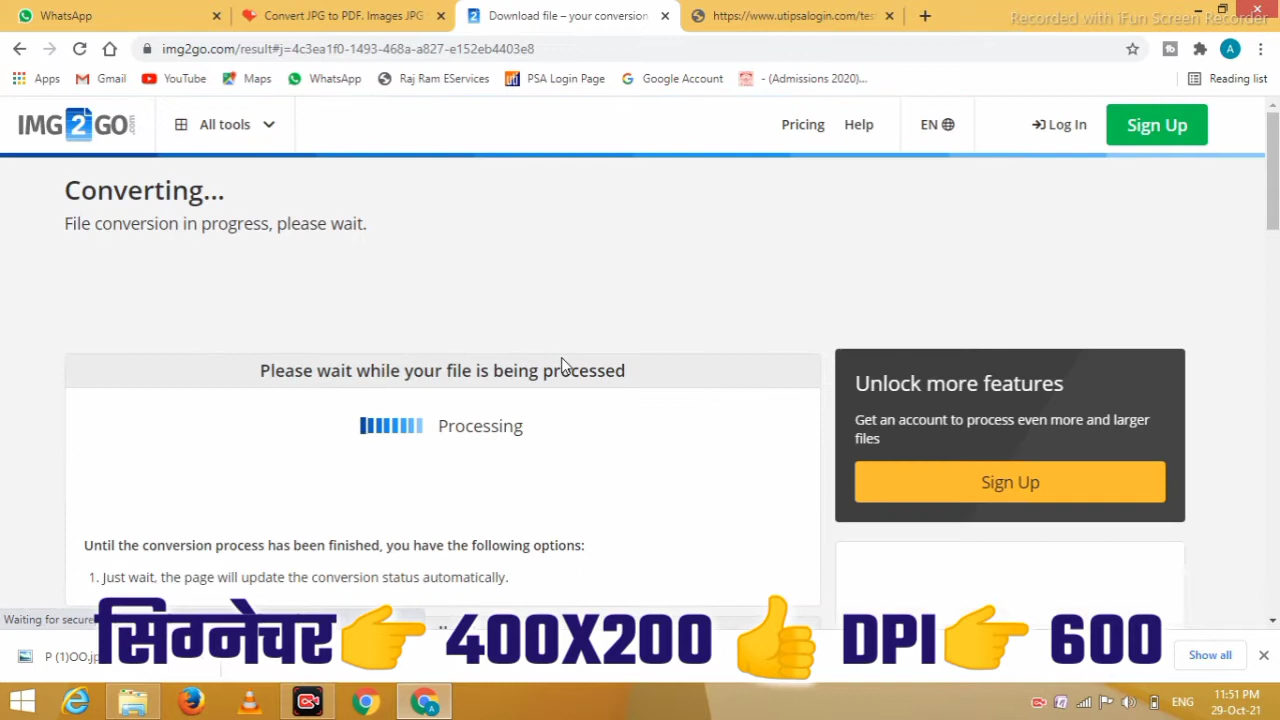 WhatsApp
Convert JPG to PDF. Images JPG
Download file – your conversion
https://www.utipsalogin.com/tes
Recorded with iFun Screen Recorder
img2go.com/result#j=4c3ea1f0-1493-468a-a827-e152eb4403e8
A
Apps
Gmail
YouTube
Maps
WhatsApp
Raj Ram EServices
PSA Login Page
Google Account
- (Admissions 2020)...
Reading list
IMG2GO.com
All tools
Pricing
Help
EN
Log In
Sign Up
Converting...
File conversion in progress, please wait.
Please wait while your file is being processed
Processing
Unlock more features
Get an account to process even more and larger
files
Sign Up
Until the conversion process has been finished, you have the following options:
1. Just wait, the page will update the conversion status automatically.
Waiting for secure
सिग्नेचर👉 400X200 👍 DPI👉 600
P (1)OO.jp
Show all
ENG
11:51 PM
29-Oct-21